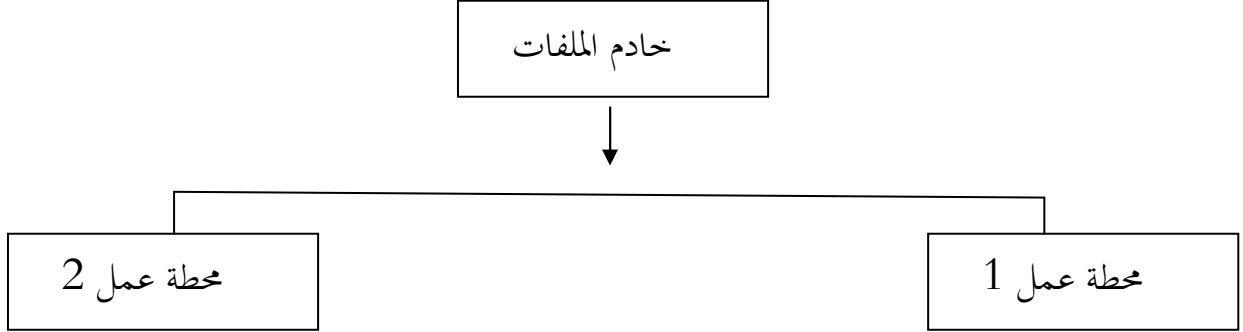 خادم الملفات
محطة عمل 1
محطة عمل 2